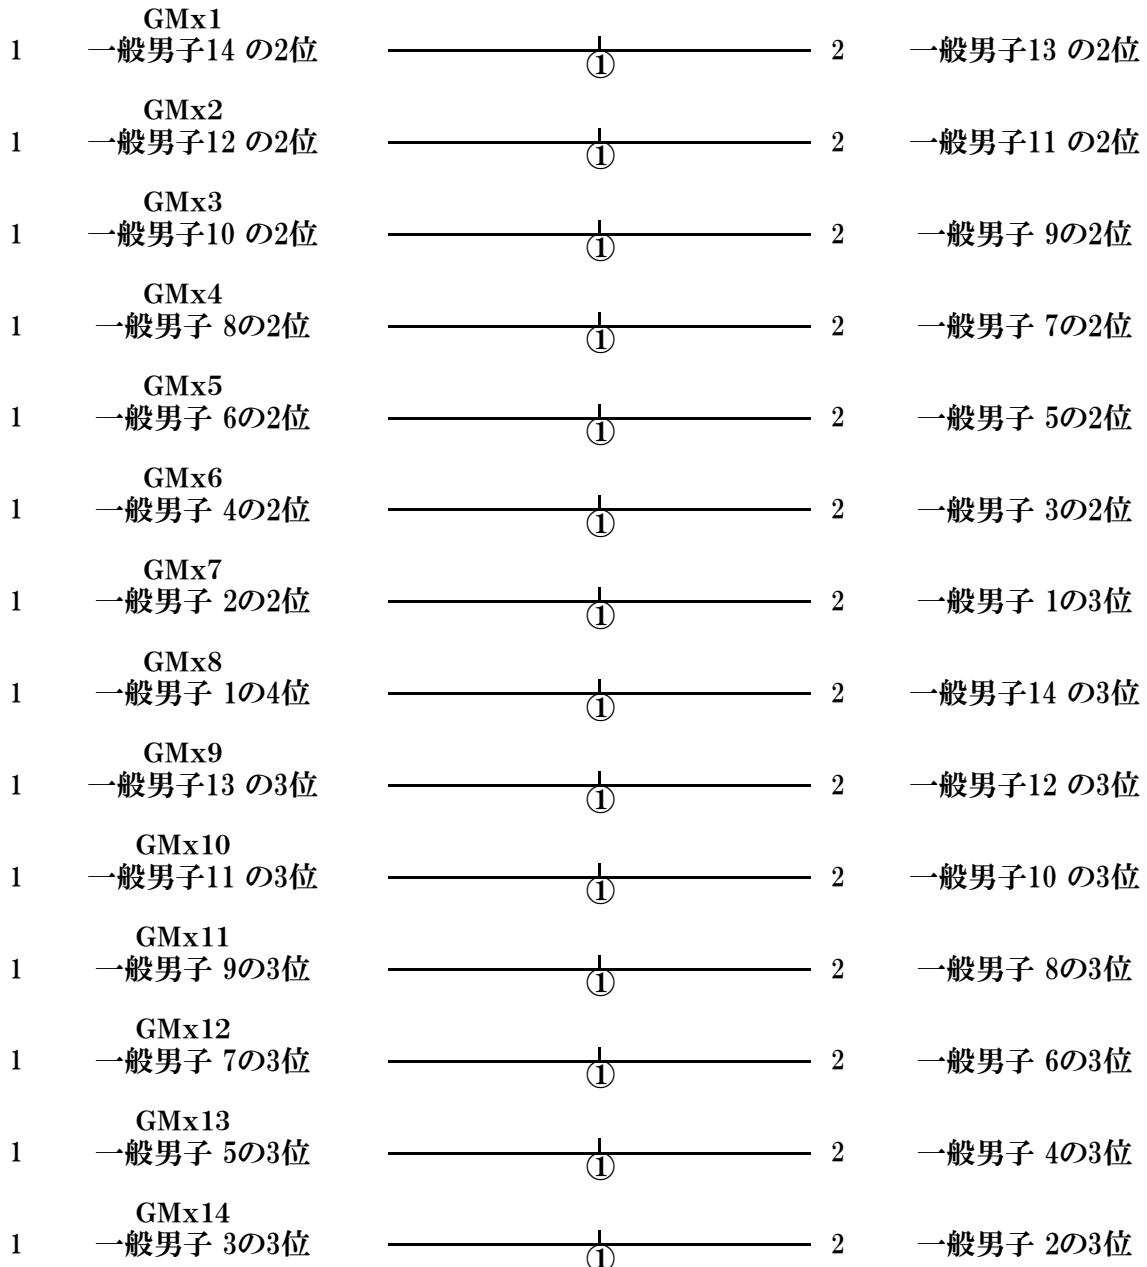 GMx1
1 一般男子14 の2位 ① 2 一般男子13 の2位
GMx2
1 一般男子12 の2位 ① 2 一般男子11 の2位
GMx3
1 一般男子10 の2位 ① 2 一般男子 9の2位
GMx4
1 一般男子 8の2位 ① 2 一般男子 7の2位
GMx5
1 一般男子 6の2位 ① 2 一般男子 5の2位
GMx6
1 一般男子 4の2位 ① 2 一般男子 3の2位
GMx7
1 一般男子 2の2位 ① 2 一般男子 1の3位
GMx8
1 一般男子 1の4位 ① 2 一般男子14 の3位
GMx9
1 一般男子13 の3位 ① 2 一般男子12 の3位
GMx10
1 一般男子11 の3位 ① 2 一般男子10 の3位
GMx11
1 一般男子 9の3位 ① 2 一般男子 8の3位
GMx12
1 一般男子 7の3位 ① 2 一般男子 6の3位
GMx13
1 一般男子 5の3位 ① 2 一般男子 4の3位
GMx14
1 一般男子 3の3位 ① 2 一般男子 2の3位